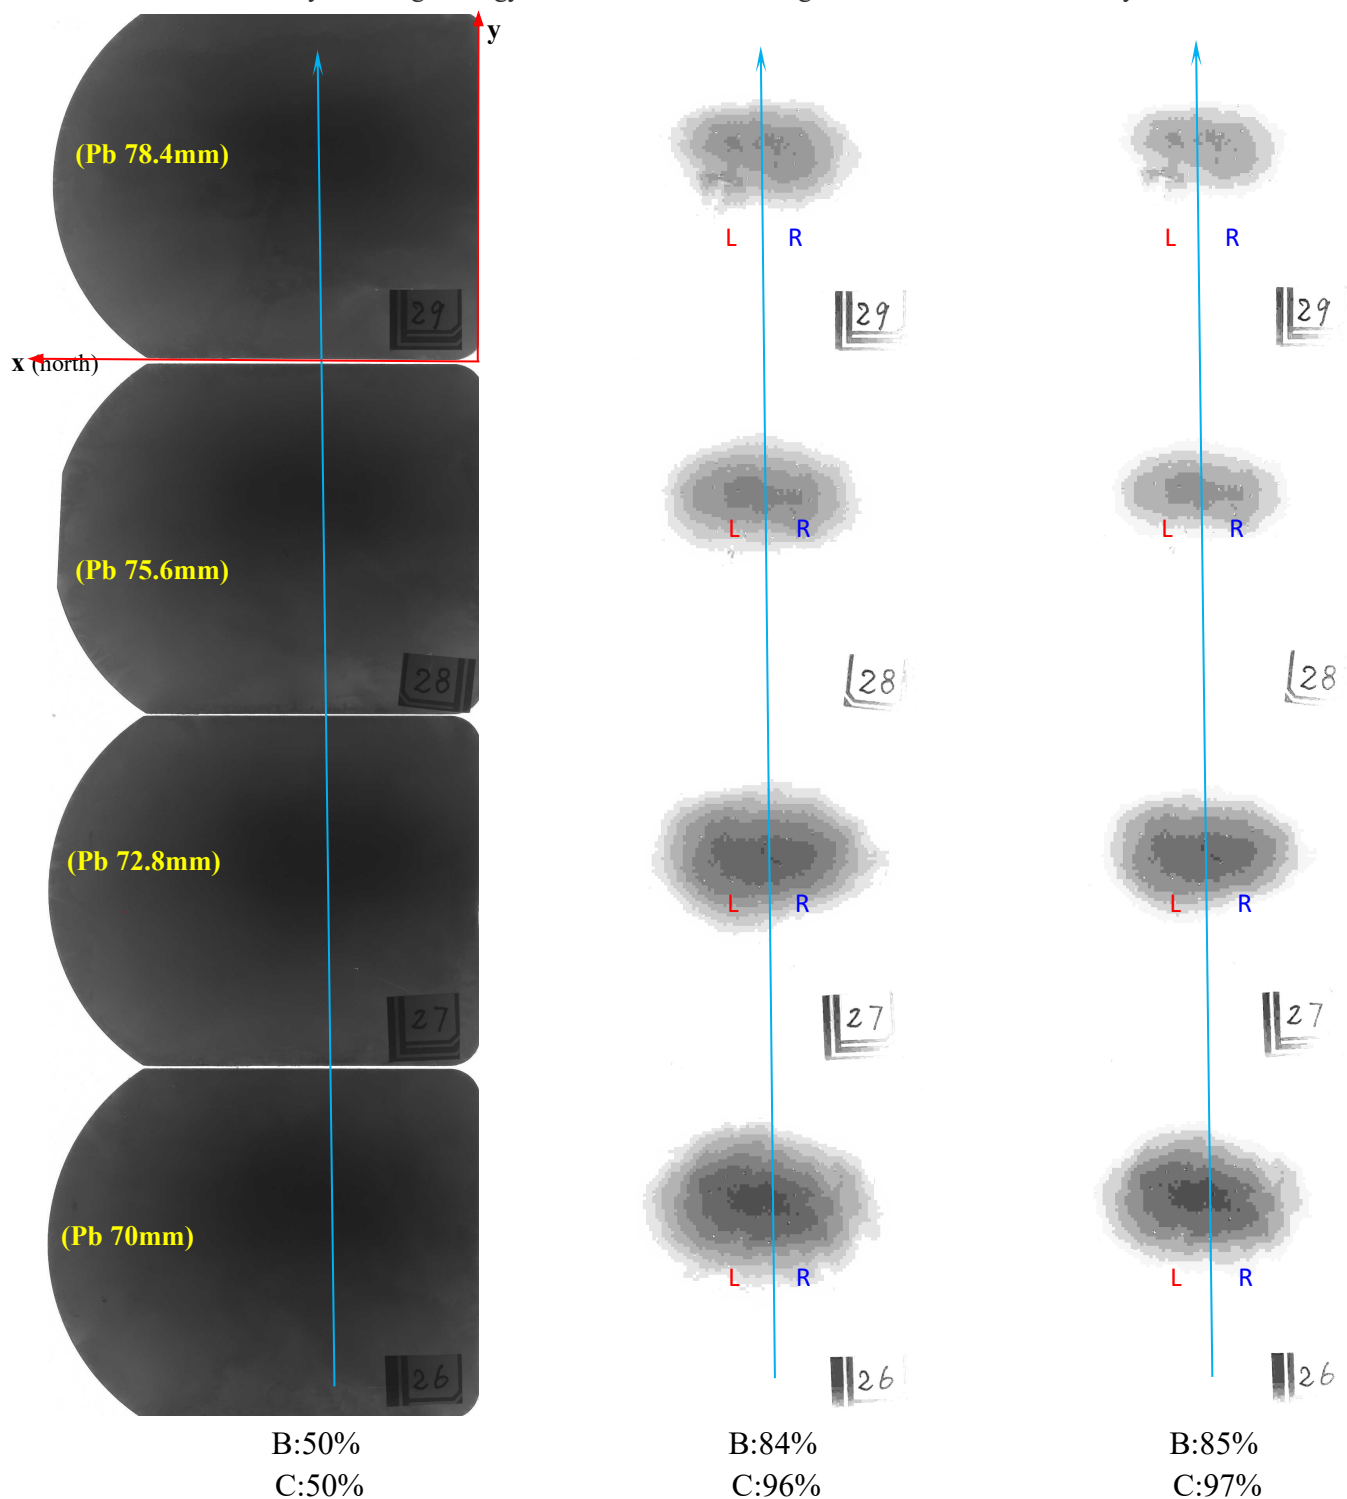 y
(Pb 78.4mm)
L R
L R
29
29
29
x (north)
(Pb 75.6mm)
L R
L R
28
28
28
(Pb 72.8mm)
L R
L R
27
27
27
(Pb 70mm)
L R
L R
26
26
26
B:50% B:84% B:85%
C:50% C:96% C:97%